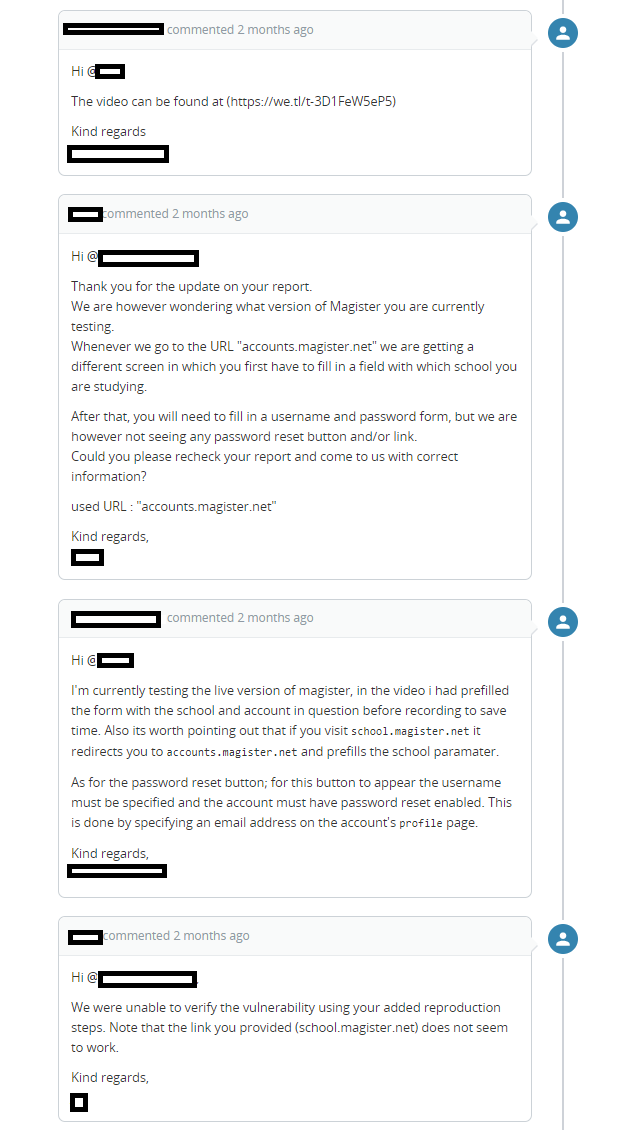 commented 2 months ago
Hi @
The video can be found at (https://we.tl/t-3D1FeW5eP5)
Kind regards
commented 2 months ago
Hi @
Thank you for the update on your report.
We are however wondering what version of Magister you are currently
testing.
Whenever we go to the URL "accounts.magister.net" we are getting a
different screen in which you first have to fill in a field with which school you
are studying.
After that, you will need to fill in a username and password form, but we are
however not seeing any password reset button and/or link.
Could you please recheck your report and come to us with correct
information?
used URL : "accounts.magister.net"
Kind regards,
commented 2 months ago
Hi @
I'm currently testing the live version of magister, in the video i had prefilled
the form with the school and account in question before recording to save
time. Also its worth pointing out that if you visit school.magister.net it
redirects you to accounts.magister.net and prefills the school paramater.
As for the password reset button; for this button to appear the username
must be specified and the account must have password reset enabled. This
is done by specifying an email address on the account's profile page.
Kind regards,
commented 2 months ago
Hi @
We were unable to verify the vulnerability using your added reproduction
steps. Note that the link you provided (school.magister.net) does not seem
to work.
Kind regards,